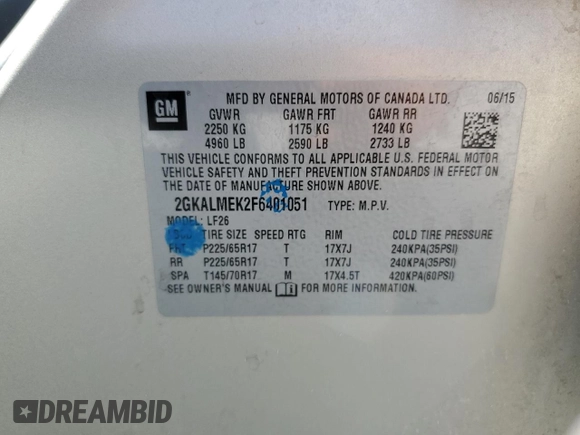 GM
MFD BY GENERAL MOTORS OF CANADA LTD. 06/15
GVWR GAWR FRT GAWR RR
2250 KG 1175 KG 1240 KG
4960 LB 2590 LB 2733 LB
THIS VEHICLE CONFORMS TO ALL APPLICABLE U.S. FEDERAL MOTOR
VEHICLE SAFETY AND THEFT PREVENTION STANDARDS IN EFFECT ON
THE DATE OF MANUFACTURE SHOWN ABOVE.
2GKALMEK2F6401051 TYPE: M.P.V.
MODEL: LF26
TIRE SIZE SPEED RTG RIM COLD TIRE PRESSURE
FRT P225/65R17 T 17X7J 240KPA(35PSI)
RR P225/65R17 T 17X7J 240KPA(35PSI)
SPA T145/70R17 M 17X4.5T 420KPA(60PSI)
SEE OWNER'S MANUAL FOR MORE INFORMATION
DREAMBID